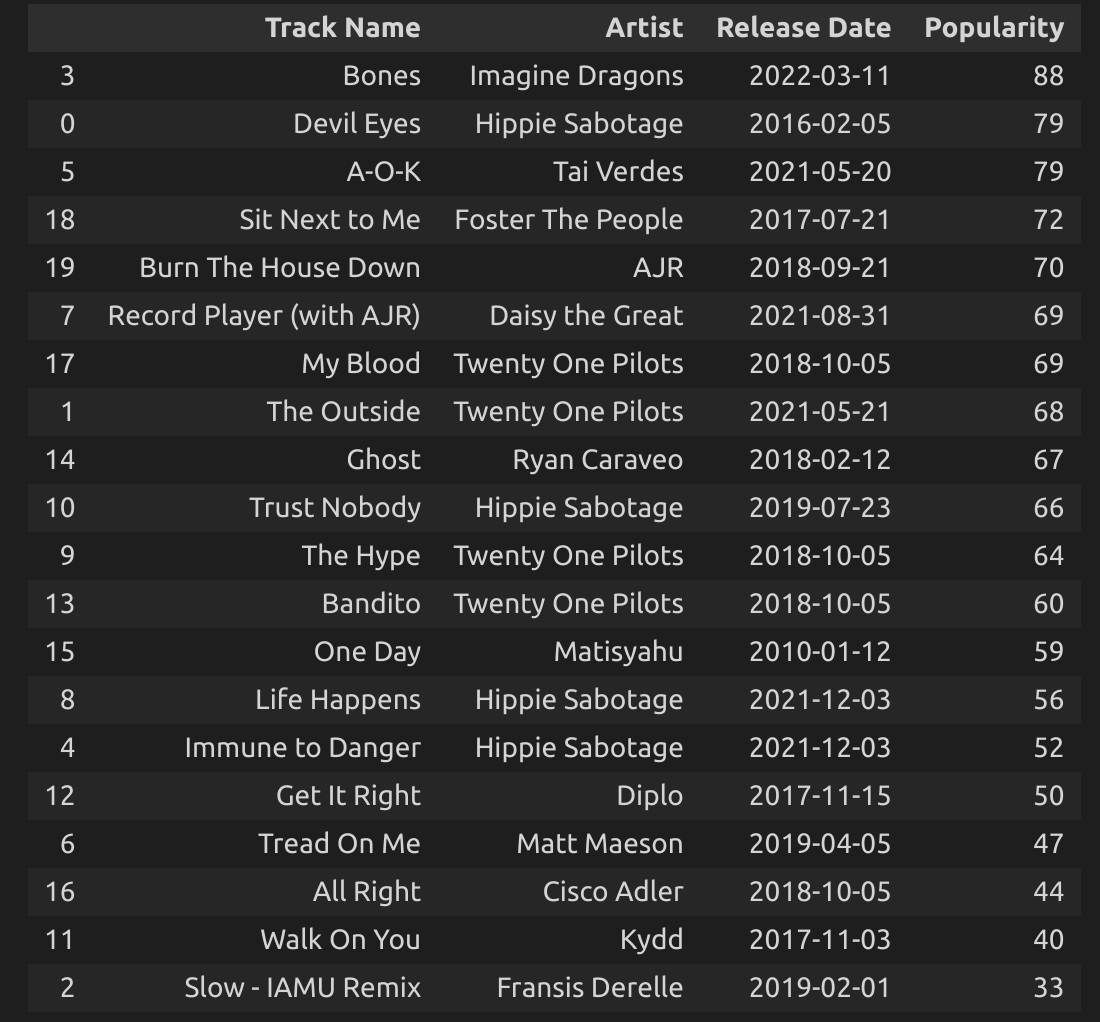 Track Name Artist Release Date Popularity
3 Bones Imagine Dragons 2022-03-11 88
0 Devil Eyes Hippie Sabotage 2016-02-05 79
5 A-O-K Tai Verdes 2021-05-20 79
18 Sit Next to Me Foster The People 2017-07-21 72
19 Burn The House Down AJR 2018-09-21 70
7 Record Player (with AJR) Daisy the Great 2021-08-31 69
17 My Blood Twenty One Pilots 2018-10-05 69
1 The Outside Twenty One Pilots 2021-05-21 68
14 Ghost Ryan Caraveo 2018-02-12 67
10 Trust Nobody Hippie Sabotage 2019-07-23 66
9 The Hype Twenty One Pilots 2018-10-05 64
13 Bandito Twenty One Pilots 2018-10-05 60
15 One Day Matisyahu 2010-01-12 59
8 Life Happens Hippie Sabotage 2021-12-03 56
4 Immune to Danger Hippie Sabotage 2021-12-03 52
12 Get It Right Diplo 2017-11-15 50
6 Tread On Me Matt Maeson 2019-04-05 47
16 All Right Cisco Adler 2018-10-05 44
11 Walk On You Kydd 2017-11-03 40
2 Slow - IAMU Remix Fransis Derelle 2019-02-01 33